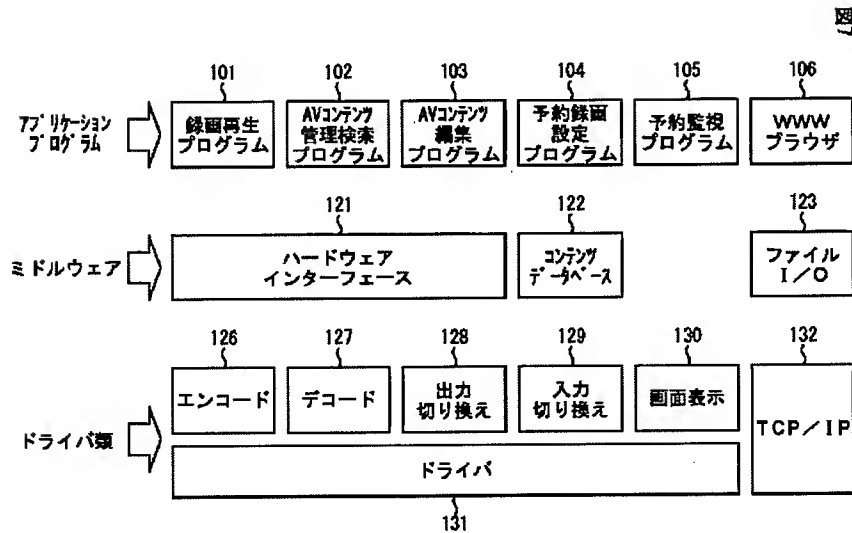 図7
101
102
103
104
105
106
アプリケーション
プログラム
録画再生
プログラム
AVコンテンツ
管理検索
プログラム
AVコンテンツ
編集
プログラム
予約録画
設定
プログラム
予約監視
プログラム
WWW
ブラウザ
121
122
123
ミドルウェア
ハードウェア
インターフェース
コンテンツ
データベース
ファイル
I/O
126
127
128
129
130
132
ドライバ類
エンコード
デコード
出力
切り換え
入力
切り換え
画面表示
TCP/IP
ドライバ
131